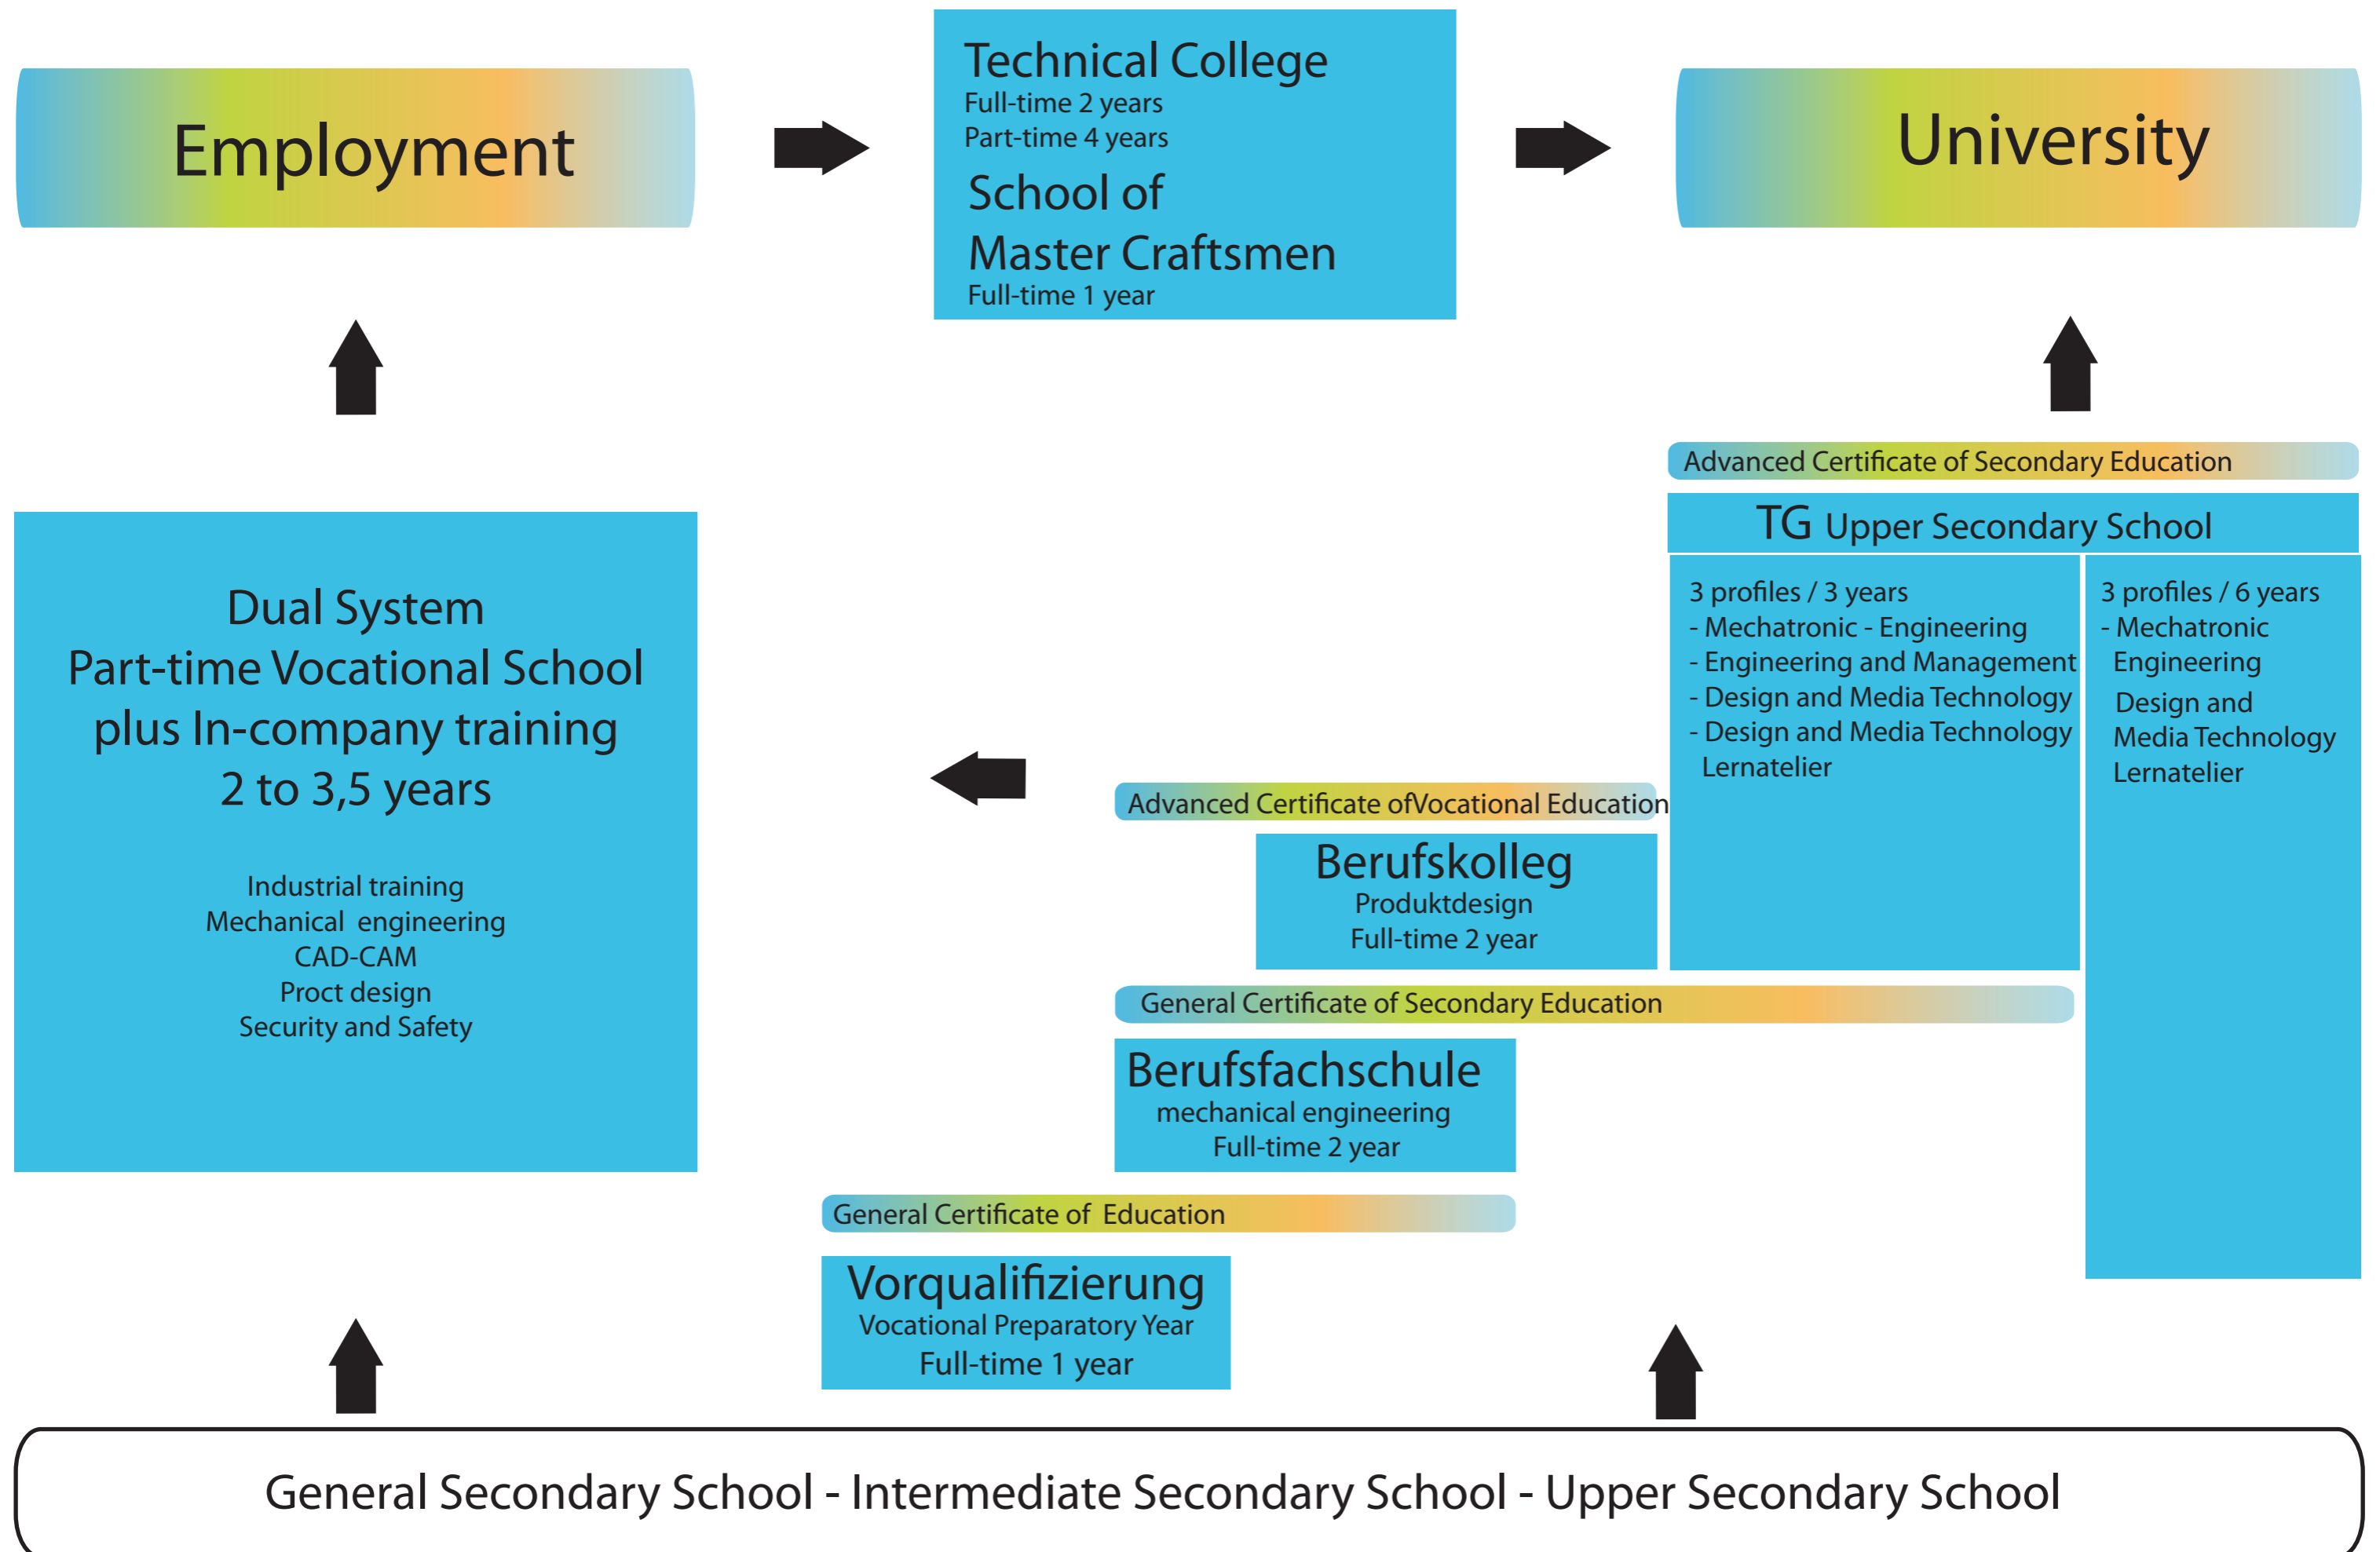 Employment
Technical College
Full-time 2 years
Part-time 4 years
School of
Master Craftsmen
Full-time 1 year
University
Advanced Certificate of Secondary Education
TG Upper Secondary School
3 profiles / 3 years
- Mechatronic - Engineering
- Engineering and Management
- Design and Media Technology
- Design and Media Technology
Lernatelier
3 profiles / 6 years
- Mechatronic
Engineering
Design and
Media Technology
Lernatelier
Dual System
Part-time Vocational School
plus In-company training
2 to 3,5 years
Industrial training
Mechanical engineering
CAD-CAM
Proct design
Security and Safety
Advanced Certificate ofVocational Education
Berufskolleg
Produktdesign
Full-time 2 year
General Certificate of Secondary Education
Berufsfachschule
mechanical engineering
Full-time 2 year
General Certificate of Education
Vorqualifizierung
Vocational Preparatory Year
Full-time 1 year
General Secondary School - Intermediate Secondary School - Upper Secondary School